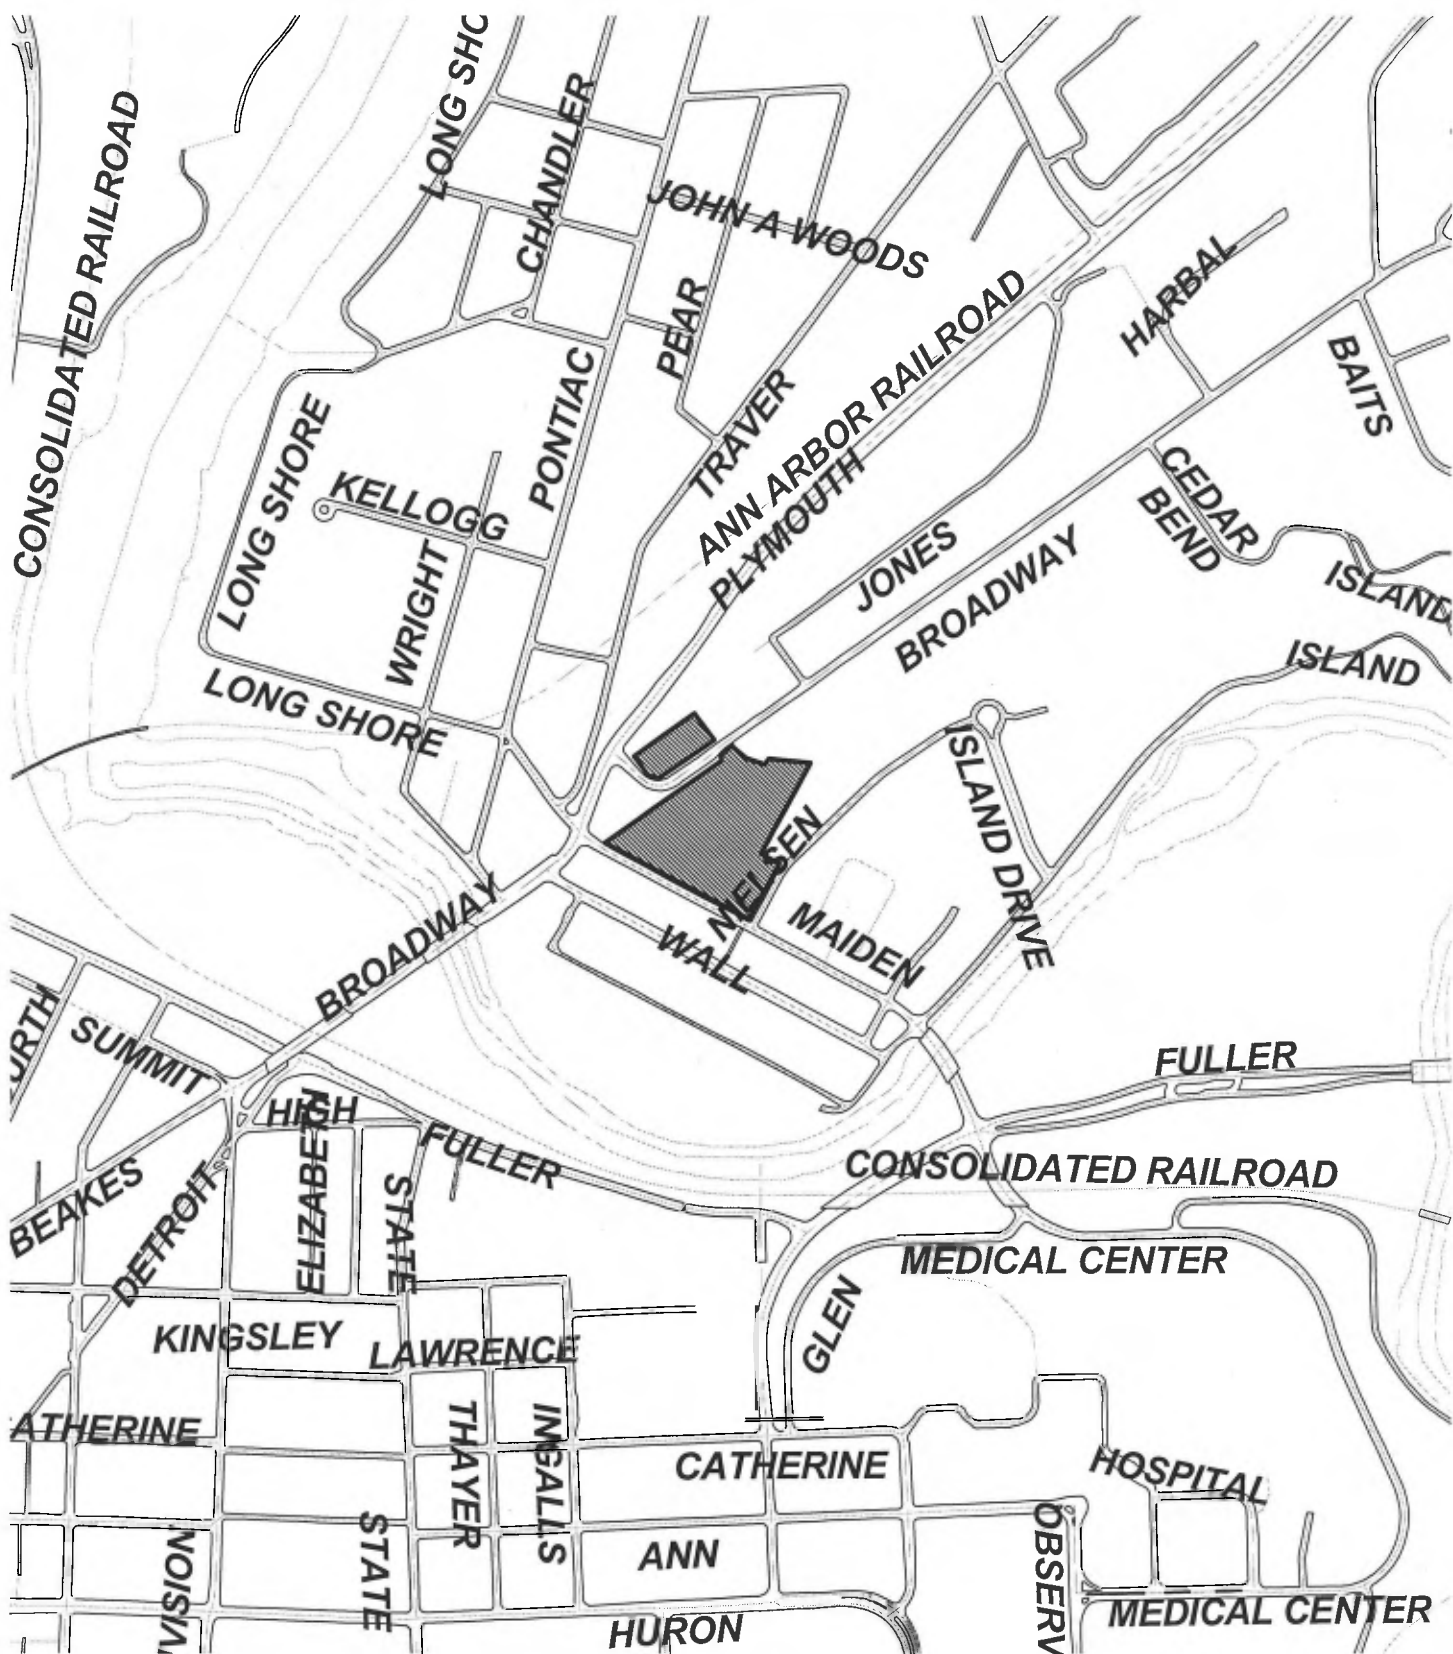 LONG SHO
CONSOLIDATED RAILROAD
CHANDLER
JOHN A WOODS
HARBAL
PEAR
ANN ARBOR RAILROAD
BAITS
PONTIAC
TRAVER
LONG SHORE
KELLOGG
PLYMOUTH
CEDAR
BEND
JONES
BROADWAY
WRIGHT
ISLAND
ISLAND
LONG SHORE
ISLAND DRIVE
NIELSEN
MAIDEN
WALL
BROADWAY
URTH
SUMMIT
FULLER
HIGH
ELIZABETH
FULLER
CONSOLIDATED RAILROAD
BEAKES
DETROIT
STATE
MEDICAL CENTER
GLEN
KINGSLEY
LAWRENCE
ATHERINE
THAYER
INGALLS
CATHERINE
HOSPITAL
VISION
STATE
ANN
OBSERV
HURON
MEDICAL CENTER